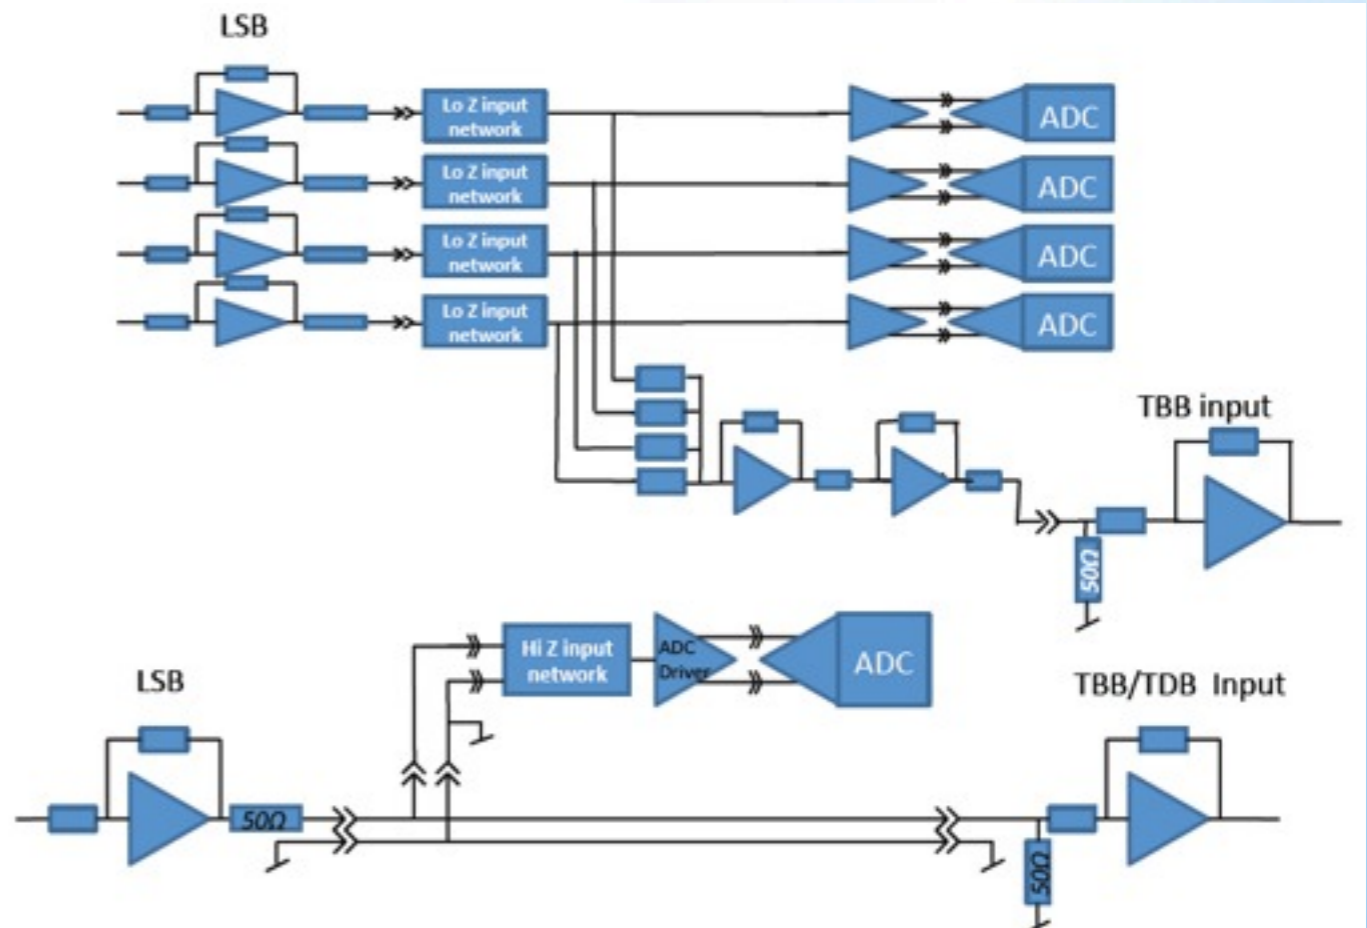 LSB
Lo Z input
network
ADC
Lo Z input
network
ADC
Lo Z input
network
ADC
Lo Z input
network
ADC
TBB input
50Ω
Hi Z input
network
ADC
Driver
ADC
LSB
TBB/TDB Input
50Ω
50Ω